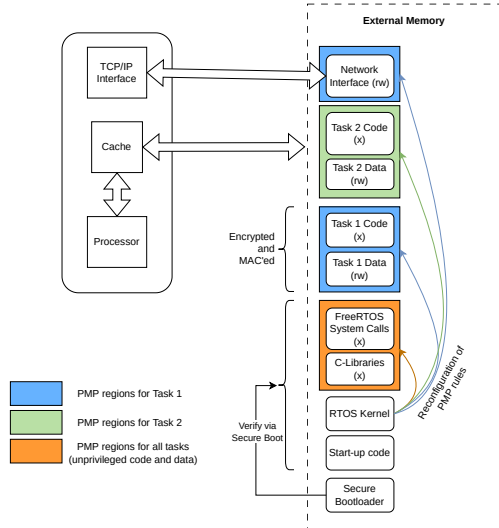 External Memory
TCP/IP
Interface
Network
Interface (rw)
Task 2 Code
(x)
Cache
Task 2 Data
(rw)
Task 1 Code
(x)
Processor
Encrypted
and
MAC'ed
Task 1 Data
(rw)
FreeRTOS
System Calls
(x)
C-Libraries
(x)
Reconfiguration of
PMP rules
PMP regions for Task 1
RTOS Kernel
PMP regions for Task 2
Verify via
Secure Boot
PMP regions for all tasks
(unprivileged code and data)
Start-up code
Secure
Bootloader